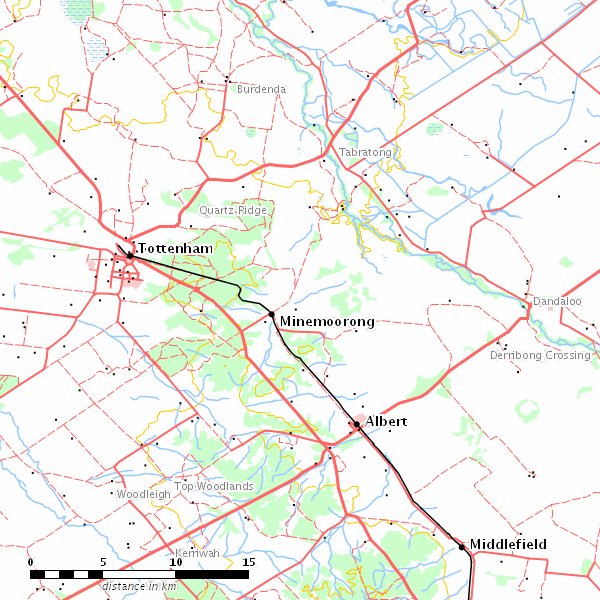 Burdenda
Tabratong
Quartz Ridge
Tottenham
Dandaloo
Minemoorong
Derribong Crossing
Albert
Top Woodlands
Woodleigh
Middlefield
Kerriwah
0 5 10 15
distance in km